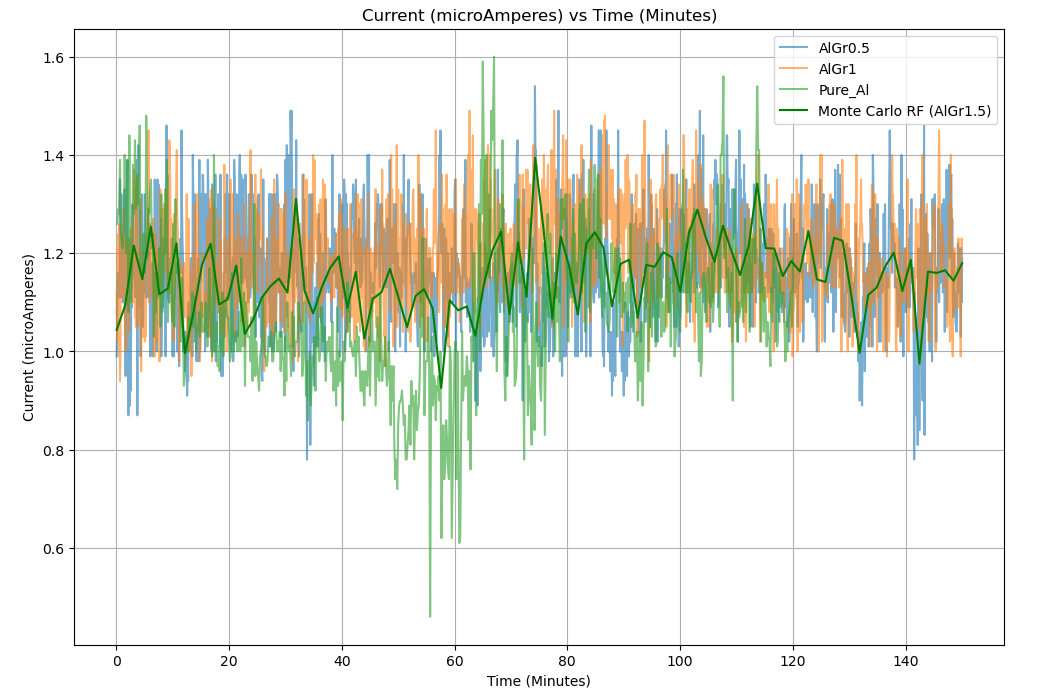 Current (microAmperes) vs Time (Minutes)
AlGr0.5
AlGr1
Pure_Al
Monte Carlo RF (AlGr1.5)
Current (microAmperes)
1.6
1.4
1.2
1.0
0.8
0.6
0 20 40 60 80 100 120 140
Time (Minutes)